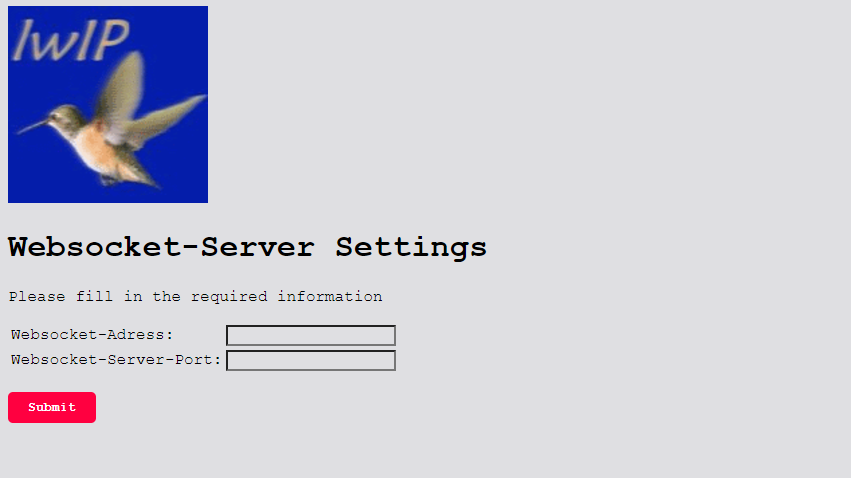 lwIP
Websocket-Server Settings
Please fill in the required information
Websocket-Adress:
Websocket-Server-Port:
Submit